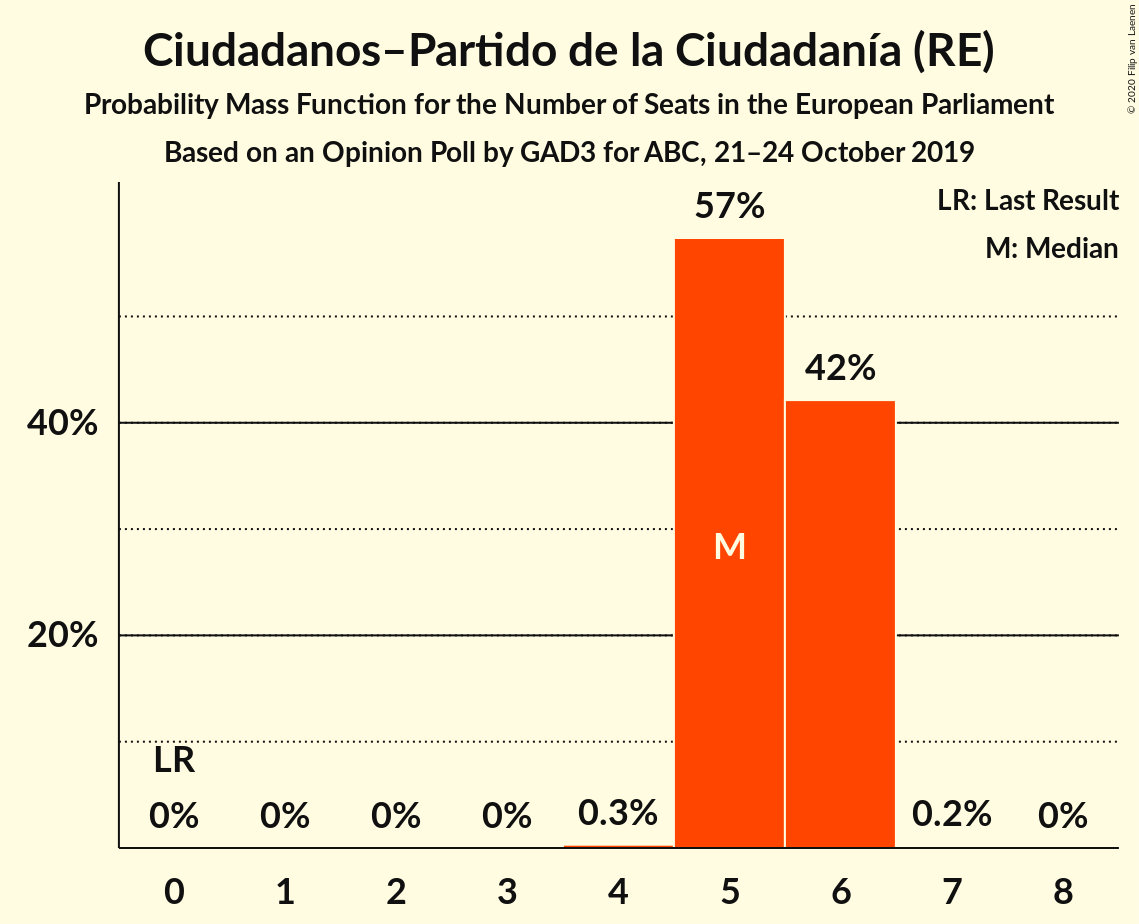 Ciudadanos–Partido de la Ciudadanía (RE)
Probability Mass Function for the Number of Seats in the European Parliament
Based on an Opinion Poll by GAD3 for ABC, 21–24 October 2019
© 2020 Filip van Laenen
LR: Last Result
M: Median
57%
42%
40%
M
20%
LR
0% 0% 0% 0% 0.3% 0.2% 0%
0 1 2 3 4 5 6 7 8